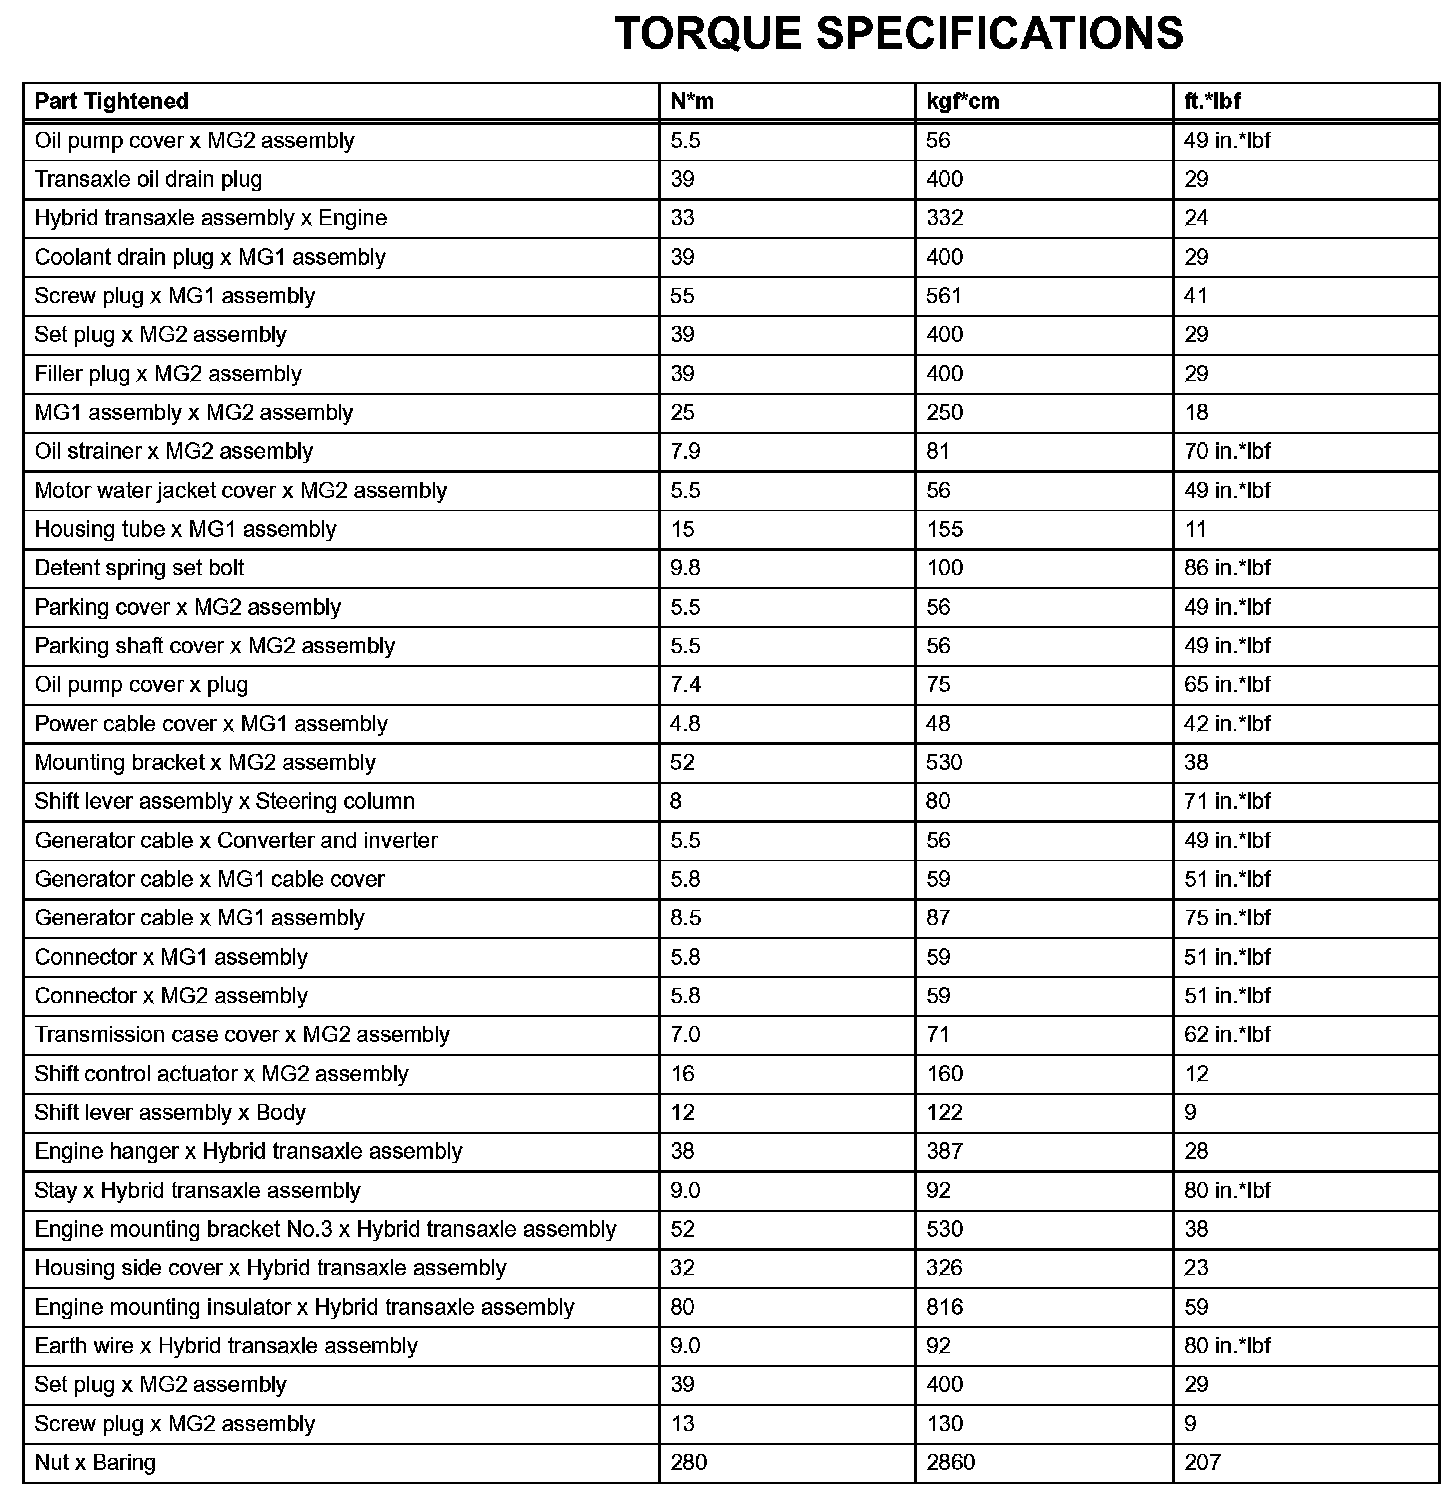 TORQUE SPECIFICATIONS
Part Tightened N*m kgf*cm ft.*lbf
Oil pump cover x MG2 assembly 5.5 56 49 in.*lbf
Transaxle oil drain plug 39 400 29
Hybrid transaxle assembly x Engine 33 332 24
Coolant drain plug x MG1 assembly 39 400 29
Screw plug x MG1 assembly 55 561 41
Set plug x MG2 assembly 39 400 29
Filler plug x MG2 assembly 39 400 29
MG1 assembly x MG2 assembly 25 250 18
Oil strainer x MG2 assembly 7.9 81 70 in.*lbf
Motor water jacket cover x MG2 assembly 5.5 56 49 in.*lbf
Housing tube x MG1 assembly 15 155 11
Detent spring set bolt 9.8 100 86 in.*lbf
Parking cover x MG2 assembly 5.5 56 49 in.*lbf
Parking shaft cover x MG2 assembly 5.5 56 49 in.*lbf
Oil pump cover x plug 7.4 75 65 in.*lbf
Power cable cover x MG1 assembly 4.8 48 42 in.*lbf
Mounting bracket x MG2 assembly 52 530 38
Shift lever assembly x Steering column 8 80 71 in.*lbf
Generator cable x Converter and inverter 5.5 56 49 in.*lbf
Generator cable x MG1 cable cover 5.8 59 51 in.*lbf
Generator cable x MG1 assembly 8.5 87 75 in.*lbf
Connector x MG1 assembly 5.8 59 51 in.*lbf
Connector x MG2 assembly 5.8 59 51 in.*lbf
Transmission case cover x MG2 assembly 7.0 71 62 in.*lbf
Shift control actuator x MG2 assembly 16 160 12
Shift lever assembly x Body 12 122 9
Engine hanger x Hybrid transaxle assembly 38 387 28
Stay x Hybrid transaxle assembly 9.0 92 80 in.*lbf
Engine mounting bracket No.3 x Hybrid transaxle assembly 52 530 38
Housing side cover x Hybrid transaxle assembly 32 326 23
Engine mounting insulator x Hybrid transaxle assembly 80 816 59
Earth wire x Hybrid transaxle assembly 9.0 92 80 in.*lbf
Set plug x MG2 assembly 39 400 29
Screw plug x MG2 assembly 13 130 9
Nut x Baring 280 2860 207